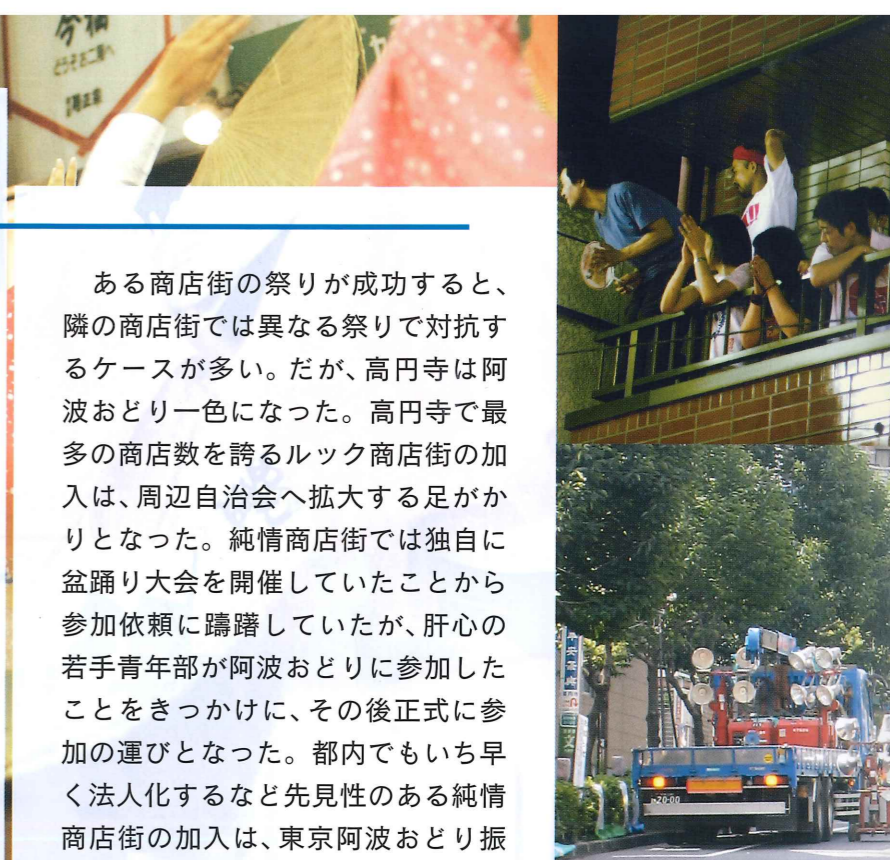 今福
どうぞお二階へ
　ある商店街の祭りが成功すると、
隣の商店街では異なる祭りで対抗す
るケースが多い。だが、高円寺は阿
波おどり一色になった。高円寺で最
多の商店数を誇るルック商店街の加
入は、周辺自治会へ拡大する足がか
りとなった。純情商店街では独自に
盆踊り大会を開催していたことから
参加依頼に躊躇していたが、肝心の
若手青年部が阿波おどりに参加した
ことをきっかけに、その後正式に参
加の運びとなった。都内でもいち早
く法人化するなど先見性のある純情
商店街の加入は、東京阿波おどり振
20-00